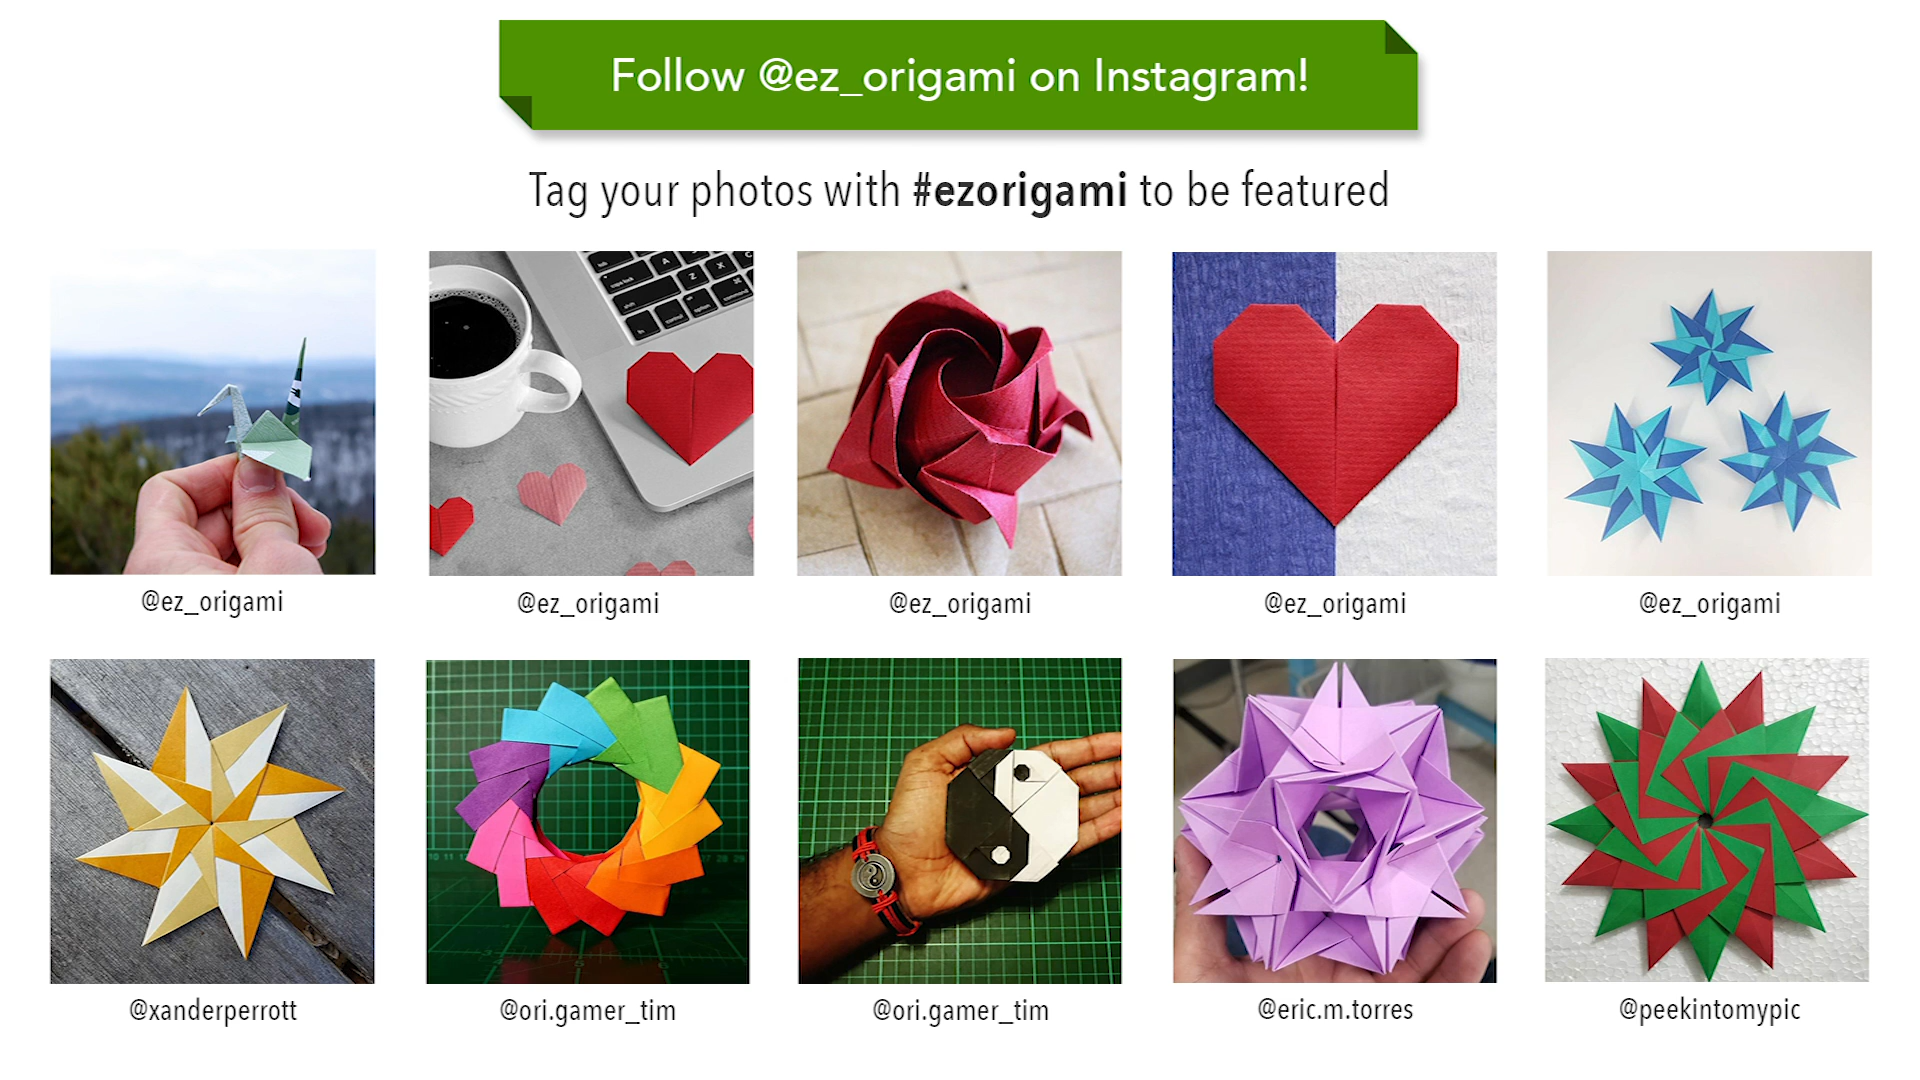 Follow @ez_origami on Instagram!
Tag your photos with #ezorigami to be featured
@ez_origami
@ez_origami
@ez_origami
@ez_origami
@ez_origami
@xanderperrott
@ori.gamer_tim
@ori.gamer_tim
@eric.m.torres
@peekintomypic